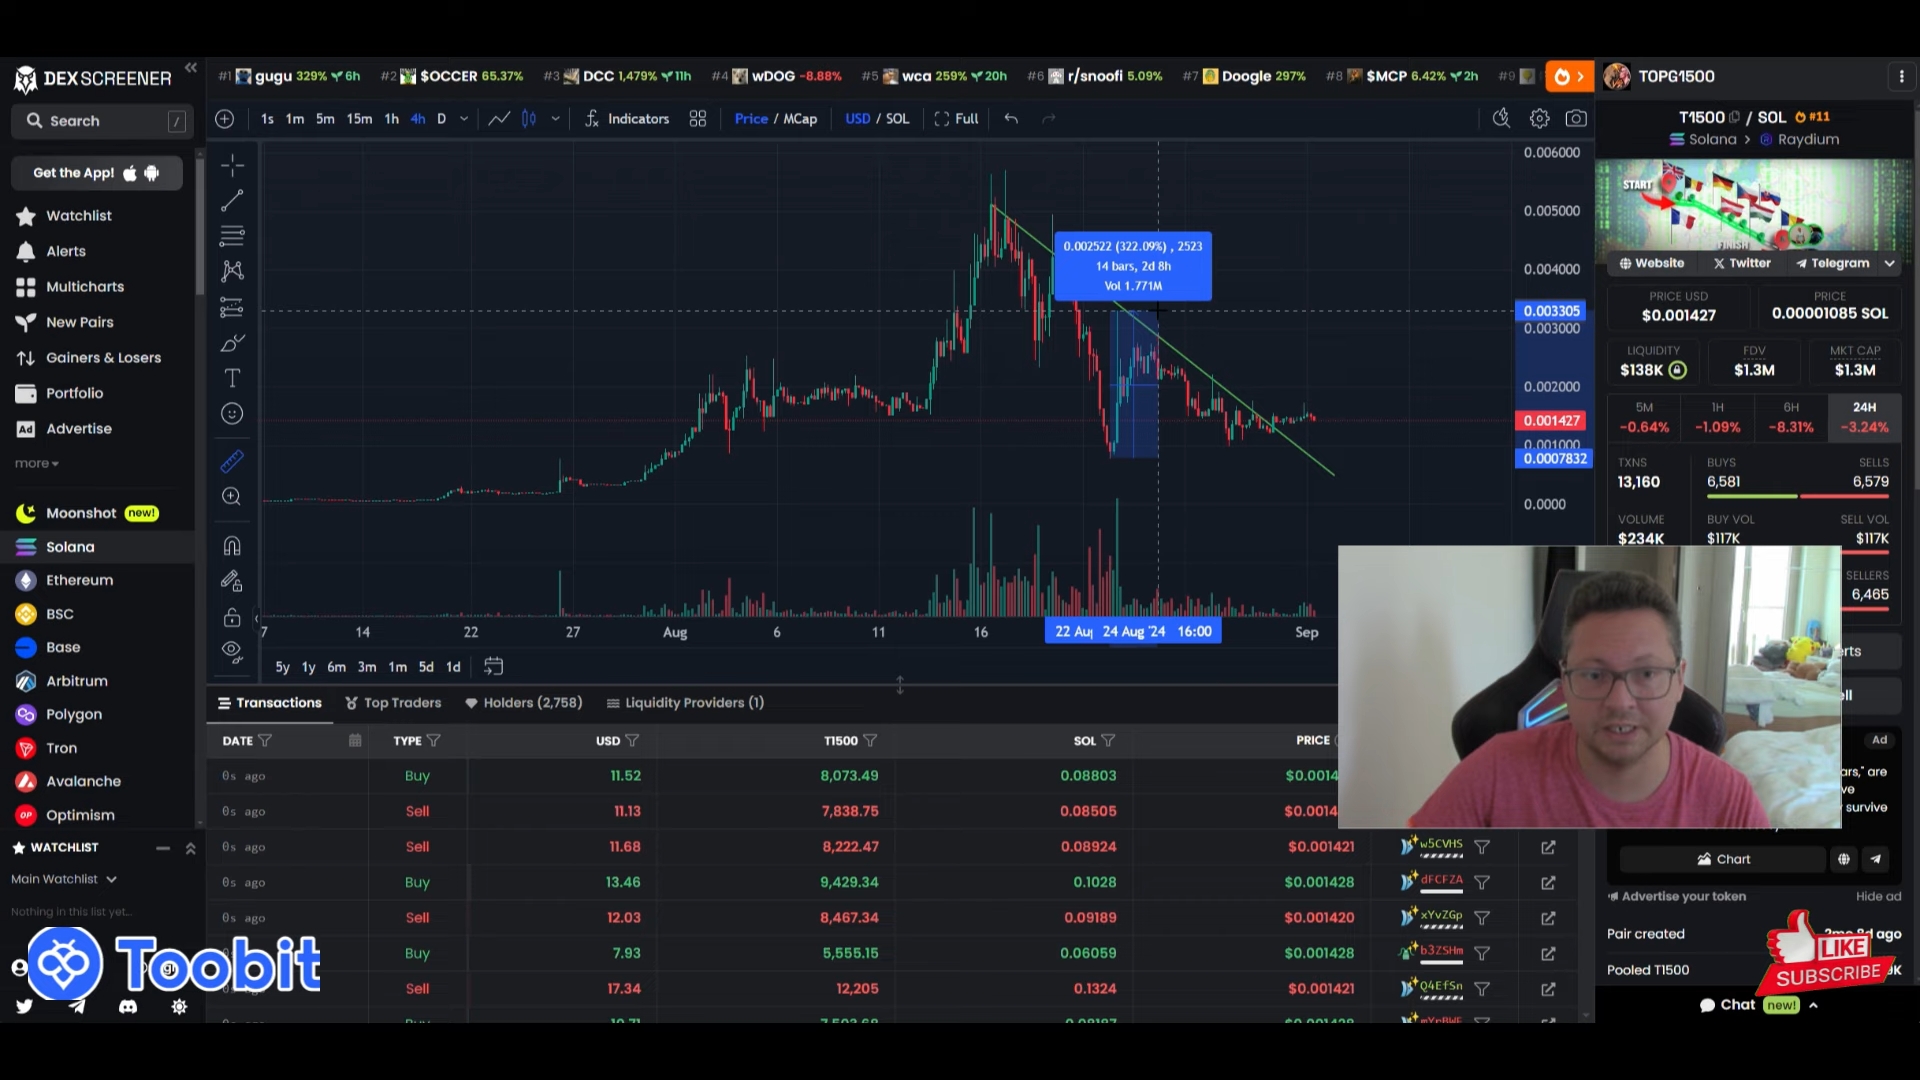 DEXSCREENER
Search /
Get the App!
Watchlist
Alerts
Multicharts
New Pairs
Gainers & Losers
Portfolio
Ad Advertise
more
Moonshot new!
Solana
Ethereum
BSC
Base
Arbitrum
Polygon
Tron
Avalanche
OP Optimism
WATCHLIST
Main Watchlist
Nothing in this list yet...
Toobit
#1 gugu 329% 6h #2 $OCCER 65.37% #3 DCC 1,479% 11h #4 wDOG -8.88% #5 wca 259% 20h #6 r/snoofi 5.09% #7 Doogle 297% #8 $MCP 6.42% 2h #9
1s 1m 5m 15m 1h 4h D Indicators Price / MCap USD / SOL Full
0.006000
0.005000
0.004000
0.003305
0.003000
0.002000
0.001427
0.001000
0.0007832
0.0000
0.002522 (322.09%) , 2523
14 bars, 2d 8h
Vol 1.771M
7 14 22 27 Aug 6 11 16 22 Au 24 Aug '24 16:00 Sep
5y 1y 6m 3m 1m 5d 1d
Transactions Top Traders Holders (2,758) Liquidity Providers (1)
DATE TYPE USD T1500 SOL PRICE
0s ago Buy 11.52 8,073.49 0.08803 $0.0014
0s ago Sell 11.13 7,838.75 0.08505 $0.0014
0s ago Sell 11.68 8,222.47 0.08924 $0.001421 w5CVHS
0s ago Buy 13.46 9,429.34 0.1028 $0.001428 dFCFZA
0s ago Sell 12.03 8,467.34 0.09189 $0.001420 xYvZGp
0s ago Buy 7.93 5,555.15 0.06059 $0.001428 b3ZSHm
0s ago Sell 17.34 12,205 0.1324 $0.001421 Q4EfSn
TOPG1500
T1500 / SOL #11
Solana > Raydium
START
FINISH
Website Twitter Telegram
PRICE USD
$0.001427
PRICE
0.00001085 SOL
LIQUIDITY
$138K
FDV
$1.3M
MKT CAP
$1.3M
5M
-0.64%
1H
-1.09%
6H
-8.31%
24H
-3.24%
TXNS
13,160
BUYS
6,581
SELLS
6,579
VOLUME
$234K
BUY VOL
$117K
SELL VOL
$117K
SELLERS
6,465
erts
ell
Ad
ars," are
ve
y survive
Chart
Advertise your token Hide ad
Pair created 2mo 8d ago
Pooled T1500
LIKE
SUBSCRIBE
Chat new!